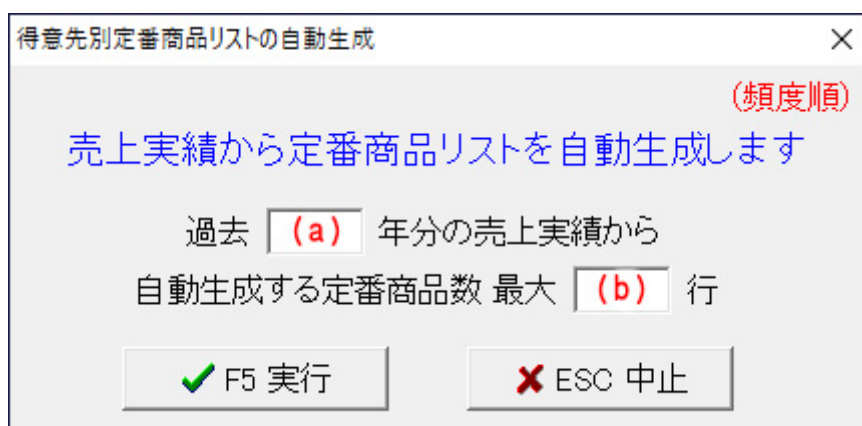 得意先別定番商品リストの自動生成
(頻度順)
売上実績から定番商品リストを自動生成します
過去 (a) 年分の売上実績から
自動生成する定番商品数 最大 (b) 行
F5 実行 ESC 中止